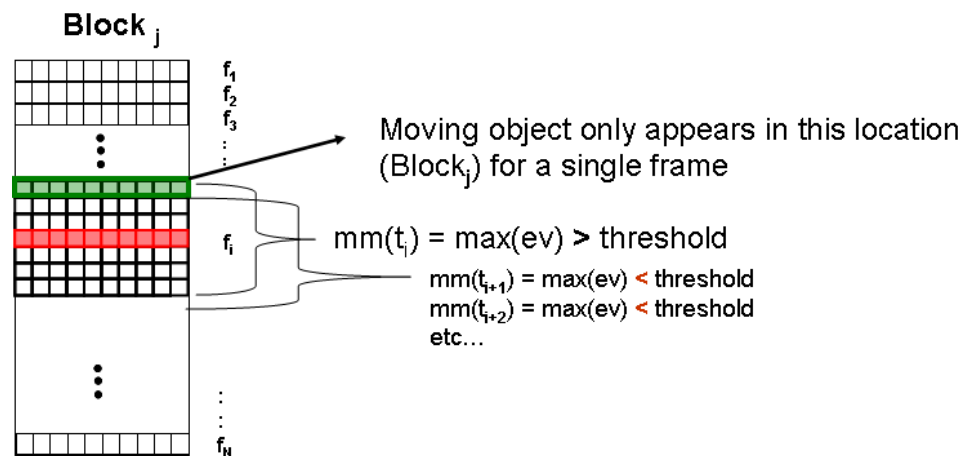 Block j
f1
f2
f3
:
:
Moving object only appears in this location
(Blockj) for a single frame
fi
mm(ti) = max(ev) > threshold
mm(ti+1) = max(ev) < threshold
mm(ti+2) = max(ev) < threshold
etc...
:
:
fN